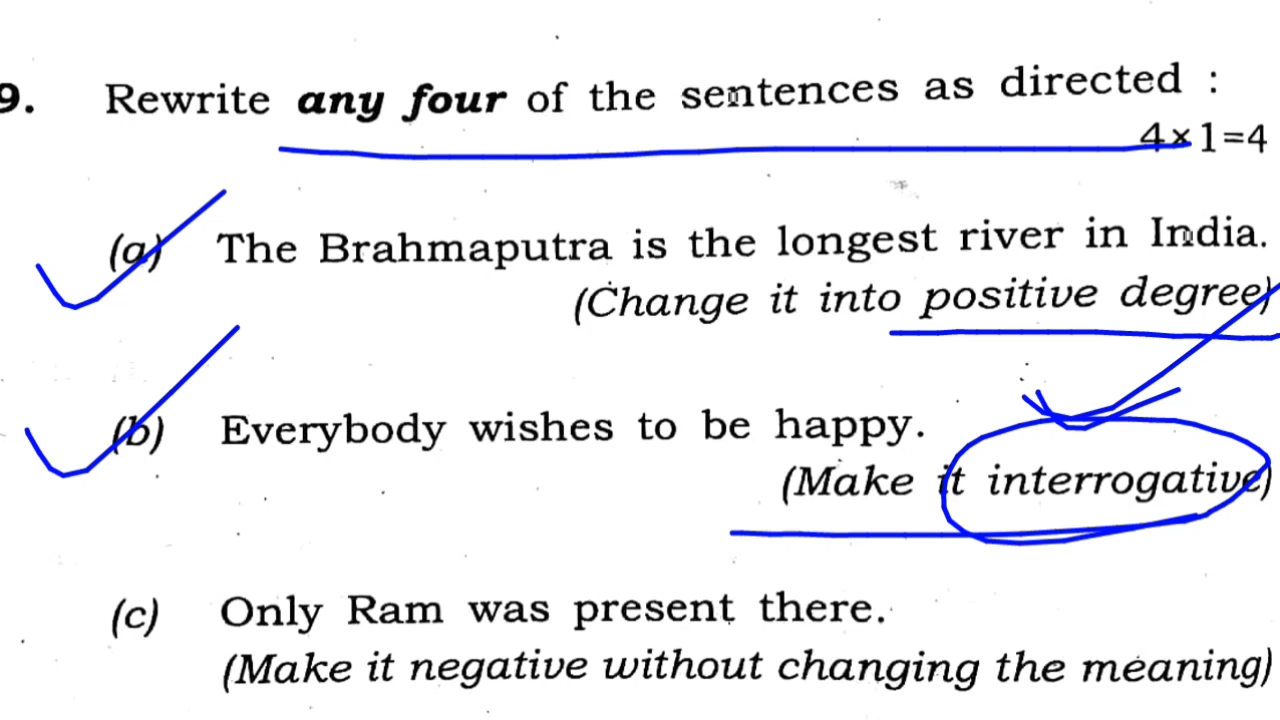 9. Rewrite any four of the sentences as directed :
4×1=4
(a) The Brahmaputra is the longest river in India.
(Change it into positive degree)
(b) Everybody wishes to be happy.
(Make it interrogative)
(c) Only Ram was present there.
(Make it negative without changing the meaning)